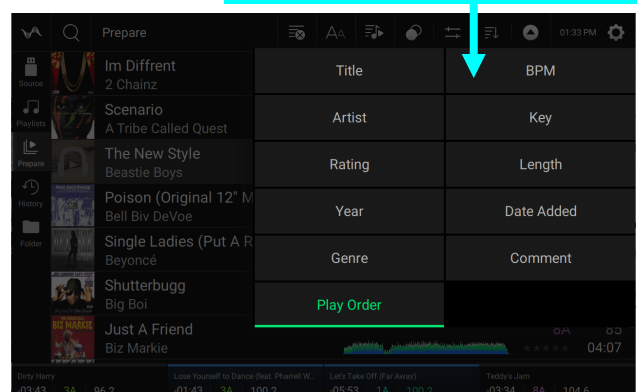 Prepare
AA
01:33 PM
Source
Im Diffrent
2 Chainz
Title
BPM
Playlists
Scenario
A Tribe Called Quest
Artist
Key
Prepare
The New Style
Beastie Boys
Rating
Length
History
Poison (Original 12" M
Bell Biv DeVoe
Year
Date Added
Folder
Single Ladies (Put A R
Beyoncé
Genre
Comment
Shutterbugg
Big Boi
Play Order
BIZ MARKIE
Just A Friend
Biz Markie
8A 85
04:07
Dirty Harry
Lose Yourself to Dance (feat. Pharrell W...
Let's Take Off (Far Away)
Teddy's Jam
-03:43 3A 96.2
-01:43 3A 100.2
-05:53 1A 100.2
-03:34 8A 104.6